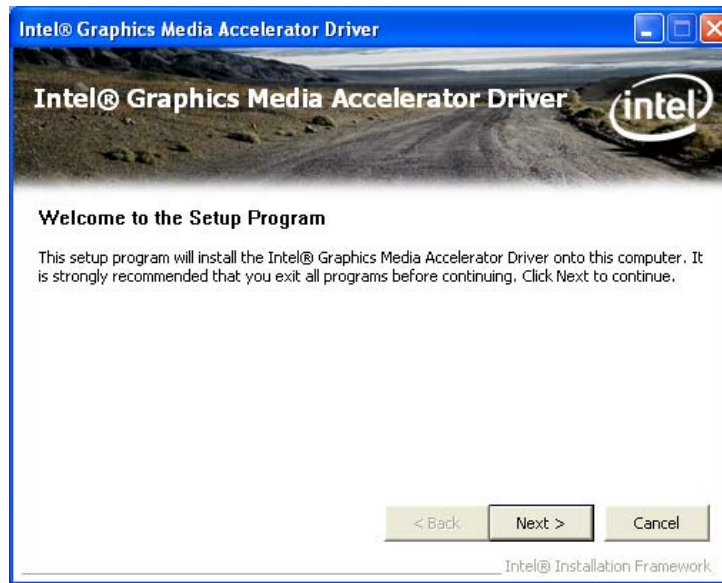 Intel® Graphics Media Accelerator Driver
Intel® Graphics Media Accelerator Driver
intel
Welcome to the Setup Program
This setup program will install the Intel® Graphics Media Accelerator Driver onto this computer. It
is strongly recommended that you exit all programs before continuing. Click Next to continue.
< Back Next > Cancel
Intel® Installation Framework